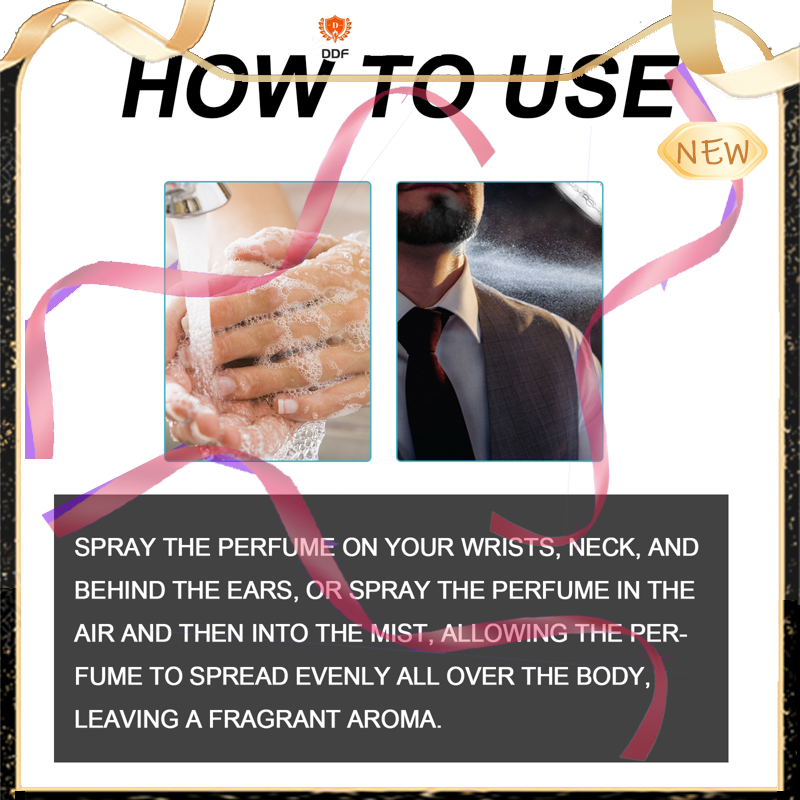 DDF
HOW TO USE
NEW
SPRAY THE PERFUME ON YOUR WRISTS, NECK, AND
BEHIND THE EARS, OR SPRAY THE PERFUME IN THE
AIR AND THEN INTO THE MIST, ALLOWING THE PER-
FUME TO SPREAD EVENLY ALL OVER THE BODY,
LEAVING A FRAGRANT AROMA.